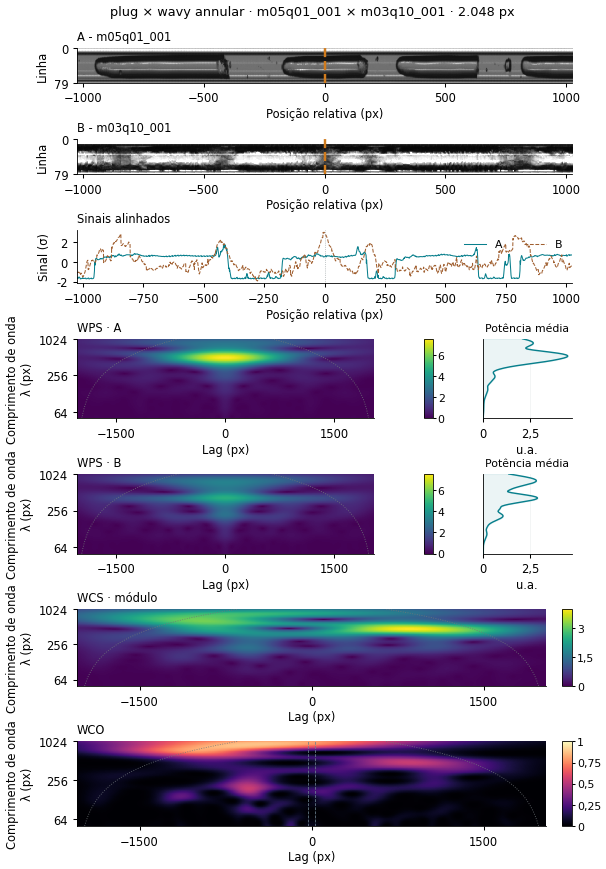 plug × wavy annular · m05q01_001 × m03q10_001 · 2.048 px
A - m05q01_001
0
79
Linha
−1000 −500 0 500 1000
Posição relativa (px)
B - m03q10_001
0
79
Linha
−1000 −500 0 500 1000
Posição relativa (px)
Sinais alinhados
A B
2
0
−2
Sinal (σ)
−1000 −750 −500 −250 0 250 500 750 1000
Posição relativa (px)
WPS · A
Potência média
1024
256
64
Comprimento de onda
λ (px)
6
4
2
0
−1500 0 1500
0 2,5
Lag (px)
u.a.
WPS · B
Potência média
1024
256
64
Comprimento de onda
λ (px)
6
4
2
0
−1500 0 1500
0 2,5
Lag (px)
u.a.
WCS · módulo
1024
256
64
Comprimento de onda
λ (px)
3
1,5
0
−1500 0 1500
Lag (px)
WCO
1024
256
64
Comprimento de onda
λ (px)
1
0,75
0,5
0,25
0
−1500 0 1500
Lag (px)